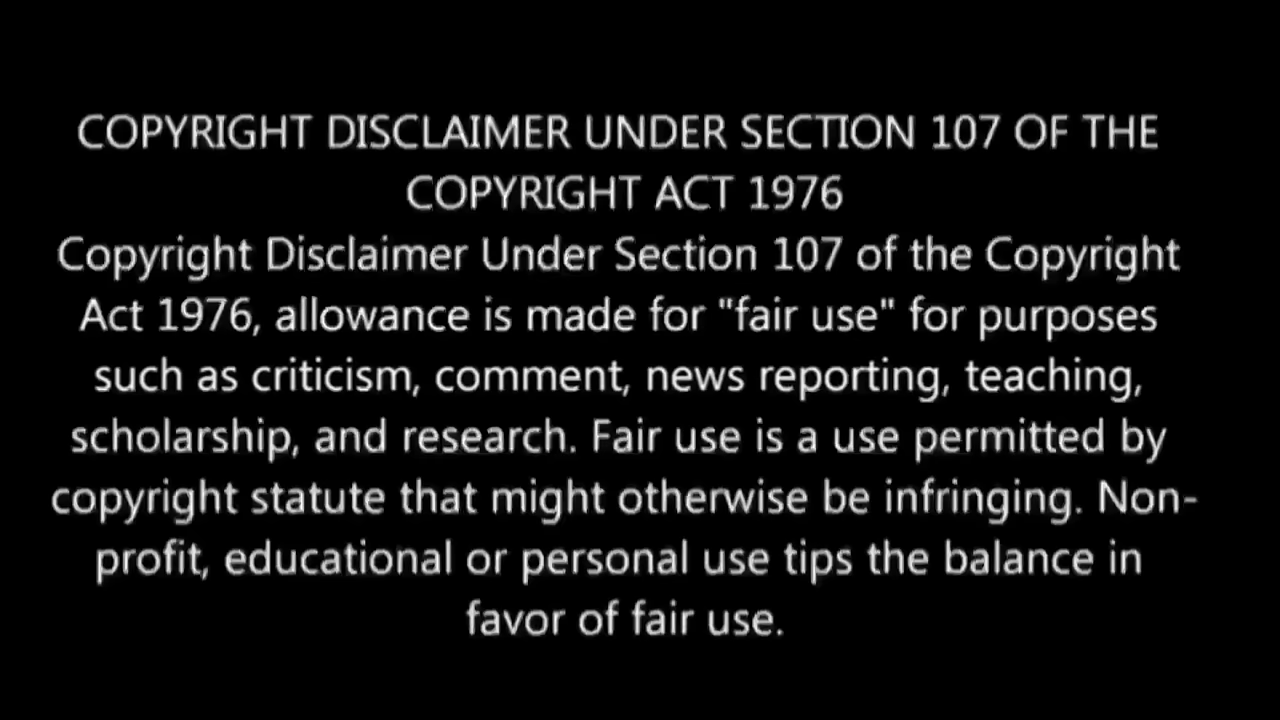 COPYRIGHT DISCLAIMER UNDER SECTION 107 OF THE
COPYRIGHT ACT 1976
Copyright Disclaimer Under Section 107 of the Copyright
Act 1976, allowance is made for "fair use" for purposes
such as criticism, comment, news reporting, teaching,
scholarship, and research. Fair use is a use permitted by
copyright statute that might otherwise be infringing. Non-
profit, educational or personal use tips the balance in
favor of fair use.